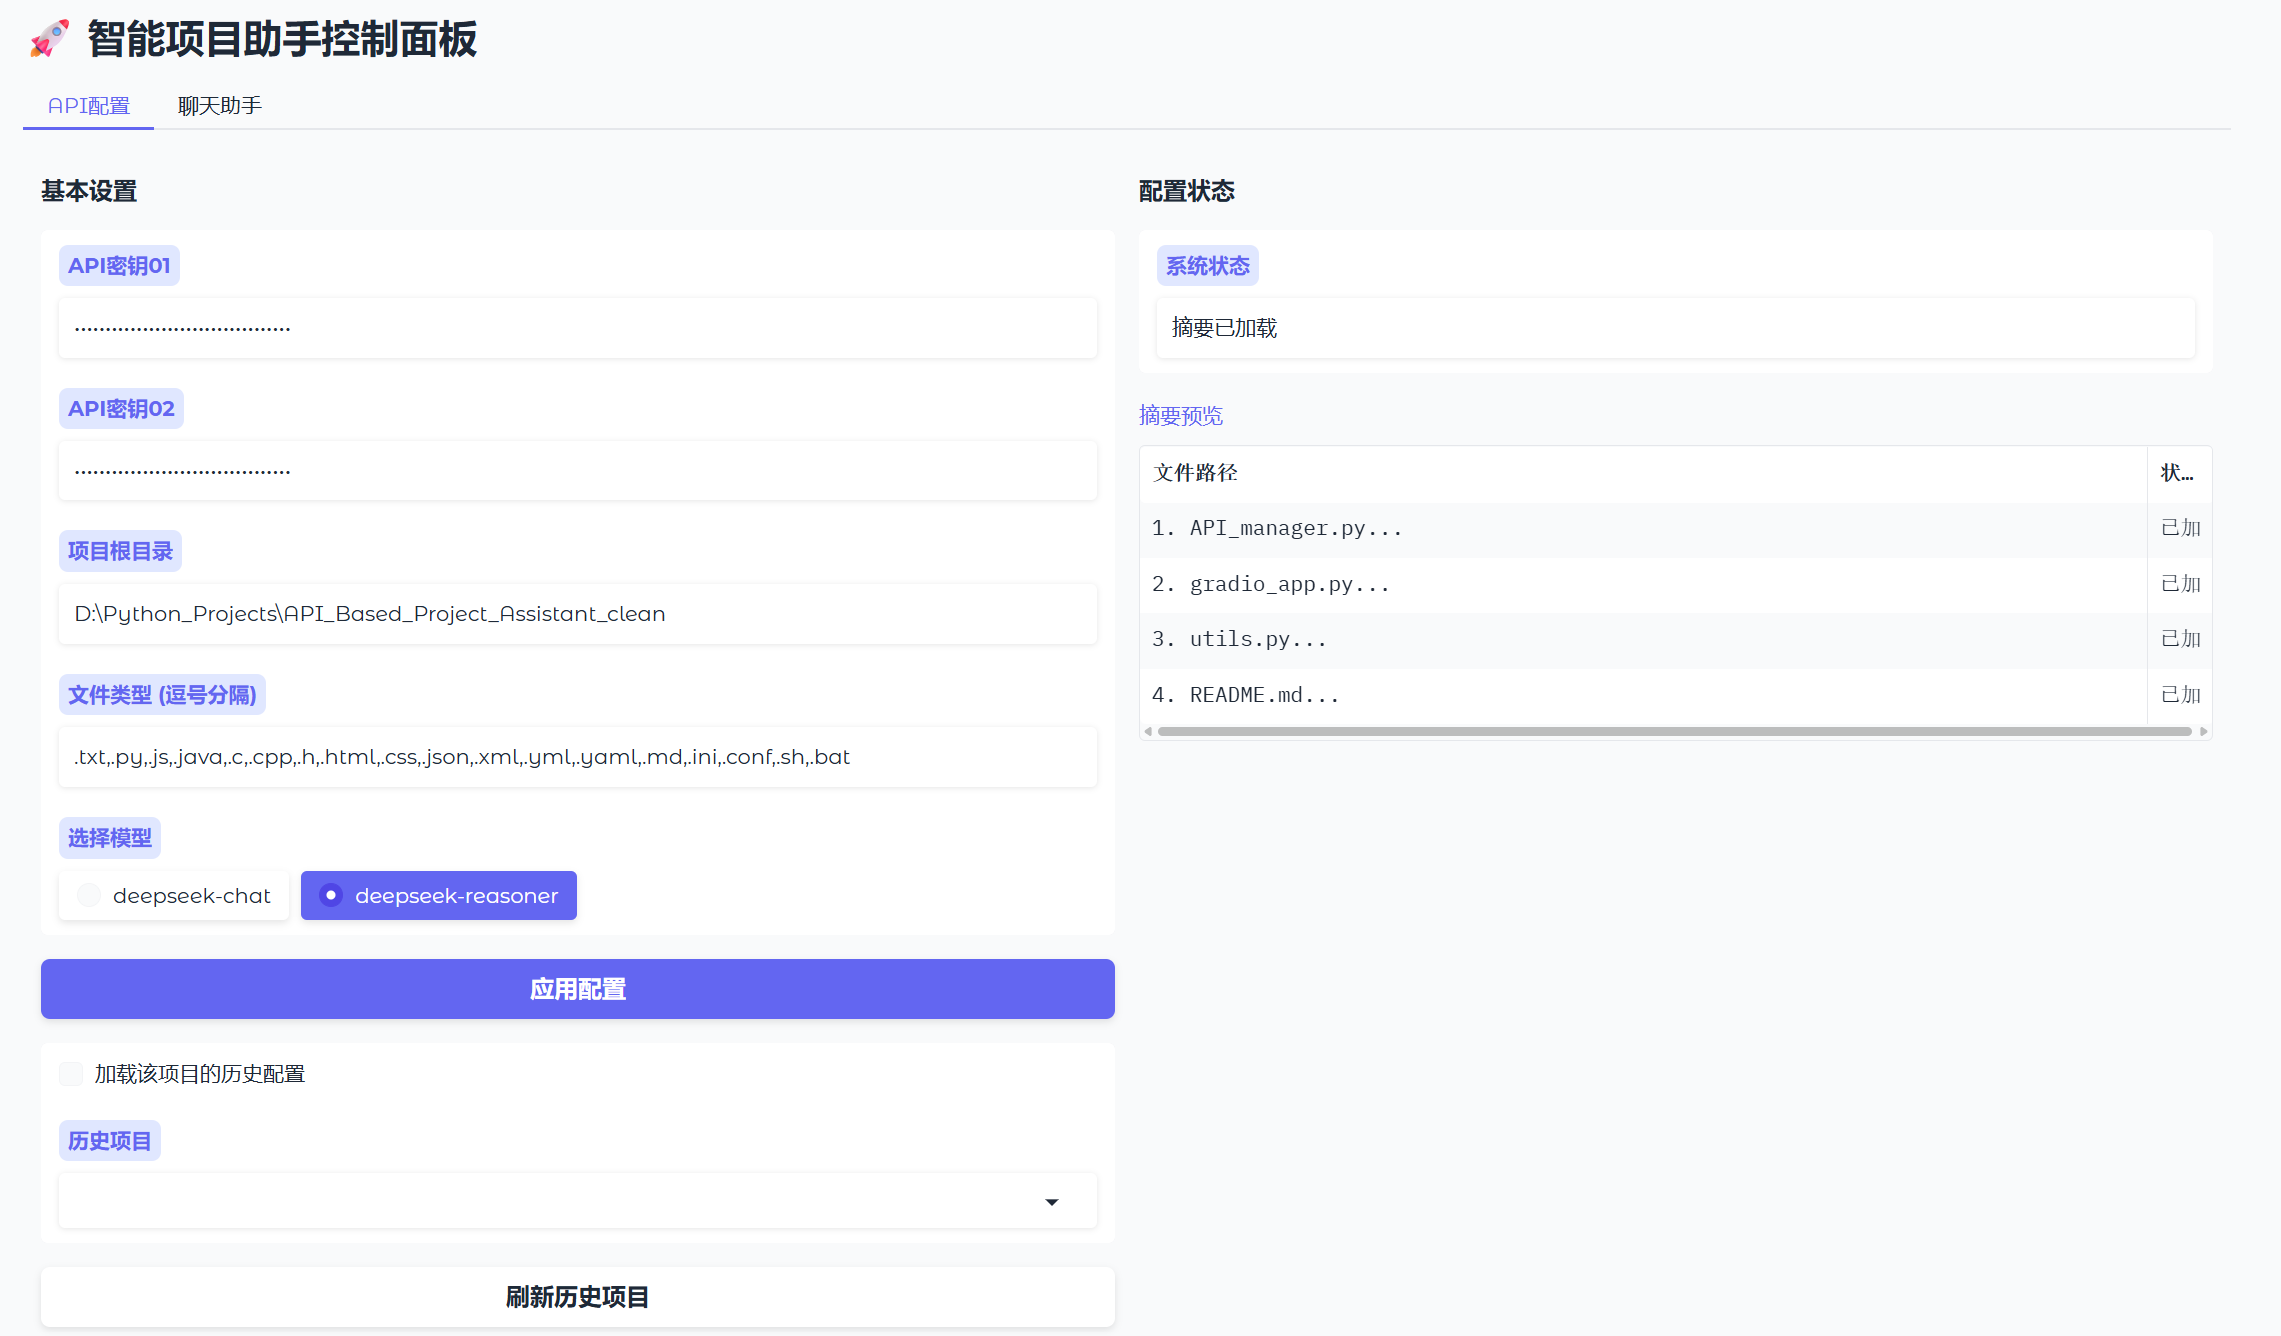 🚀 智能项目助手控制面板
API配置
聊天助手
基本设置
API密钥01
••••••••••••••••••••••••••••••••••••
API密钥02
••••••••••••••••••••••••••••••••••••
项目根目录
D:\Python_Projects\API_Based_Project_Assistant_clean
文件类型 (逗号分隔)
.txt,.py,.js,.java,.c,.cpp,.h,.html,.css,.json,.xml,.yml,.yaml,.md,.ini,.conf,.sh,.bat
选择模型
deepseek-chat
deepseek-reasoner
应用配置
加载该项目的历史配置
历史项目
刷新历史项目
配置状态
系统状态
摘要已加载
摘要预览
文件路径 状...
1. API_manager.py... 已加
2. gradio_app.py... 已加
3. utils.py... 已加
4. README.md... 已加